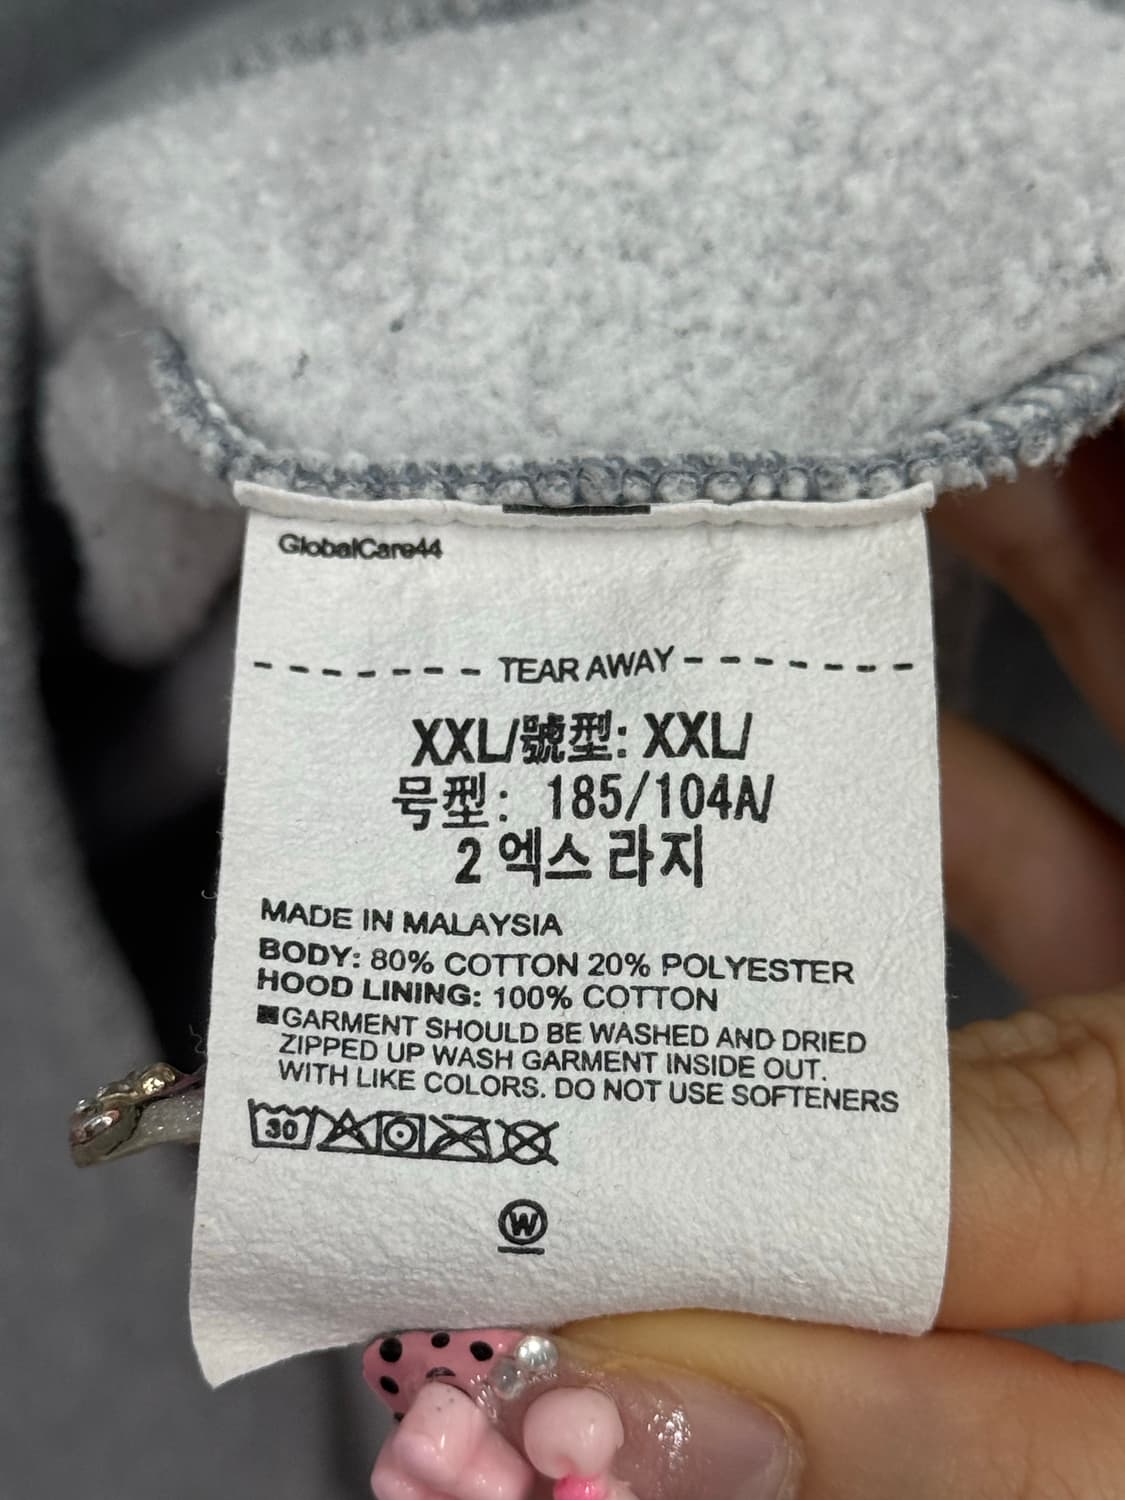 GlobalCare44
TEAR AWAY
XXL/號型: XXL/
号型: 185/104A/
2 엑스 라지
MADE IN MALAYSIA
BODY: 80% COTTON 20% POLYESTER
HOOD LINING: 100% COTTON
■GARMENT SHOULD BE WASHED AND DRIED
ZIPPED UP WASH GARMENT INSIDE OUT.
WITH LIKE COLORS. DO NOT USE SOFTENERS
30
W